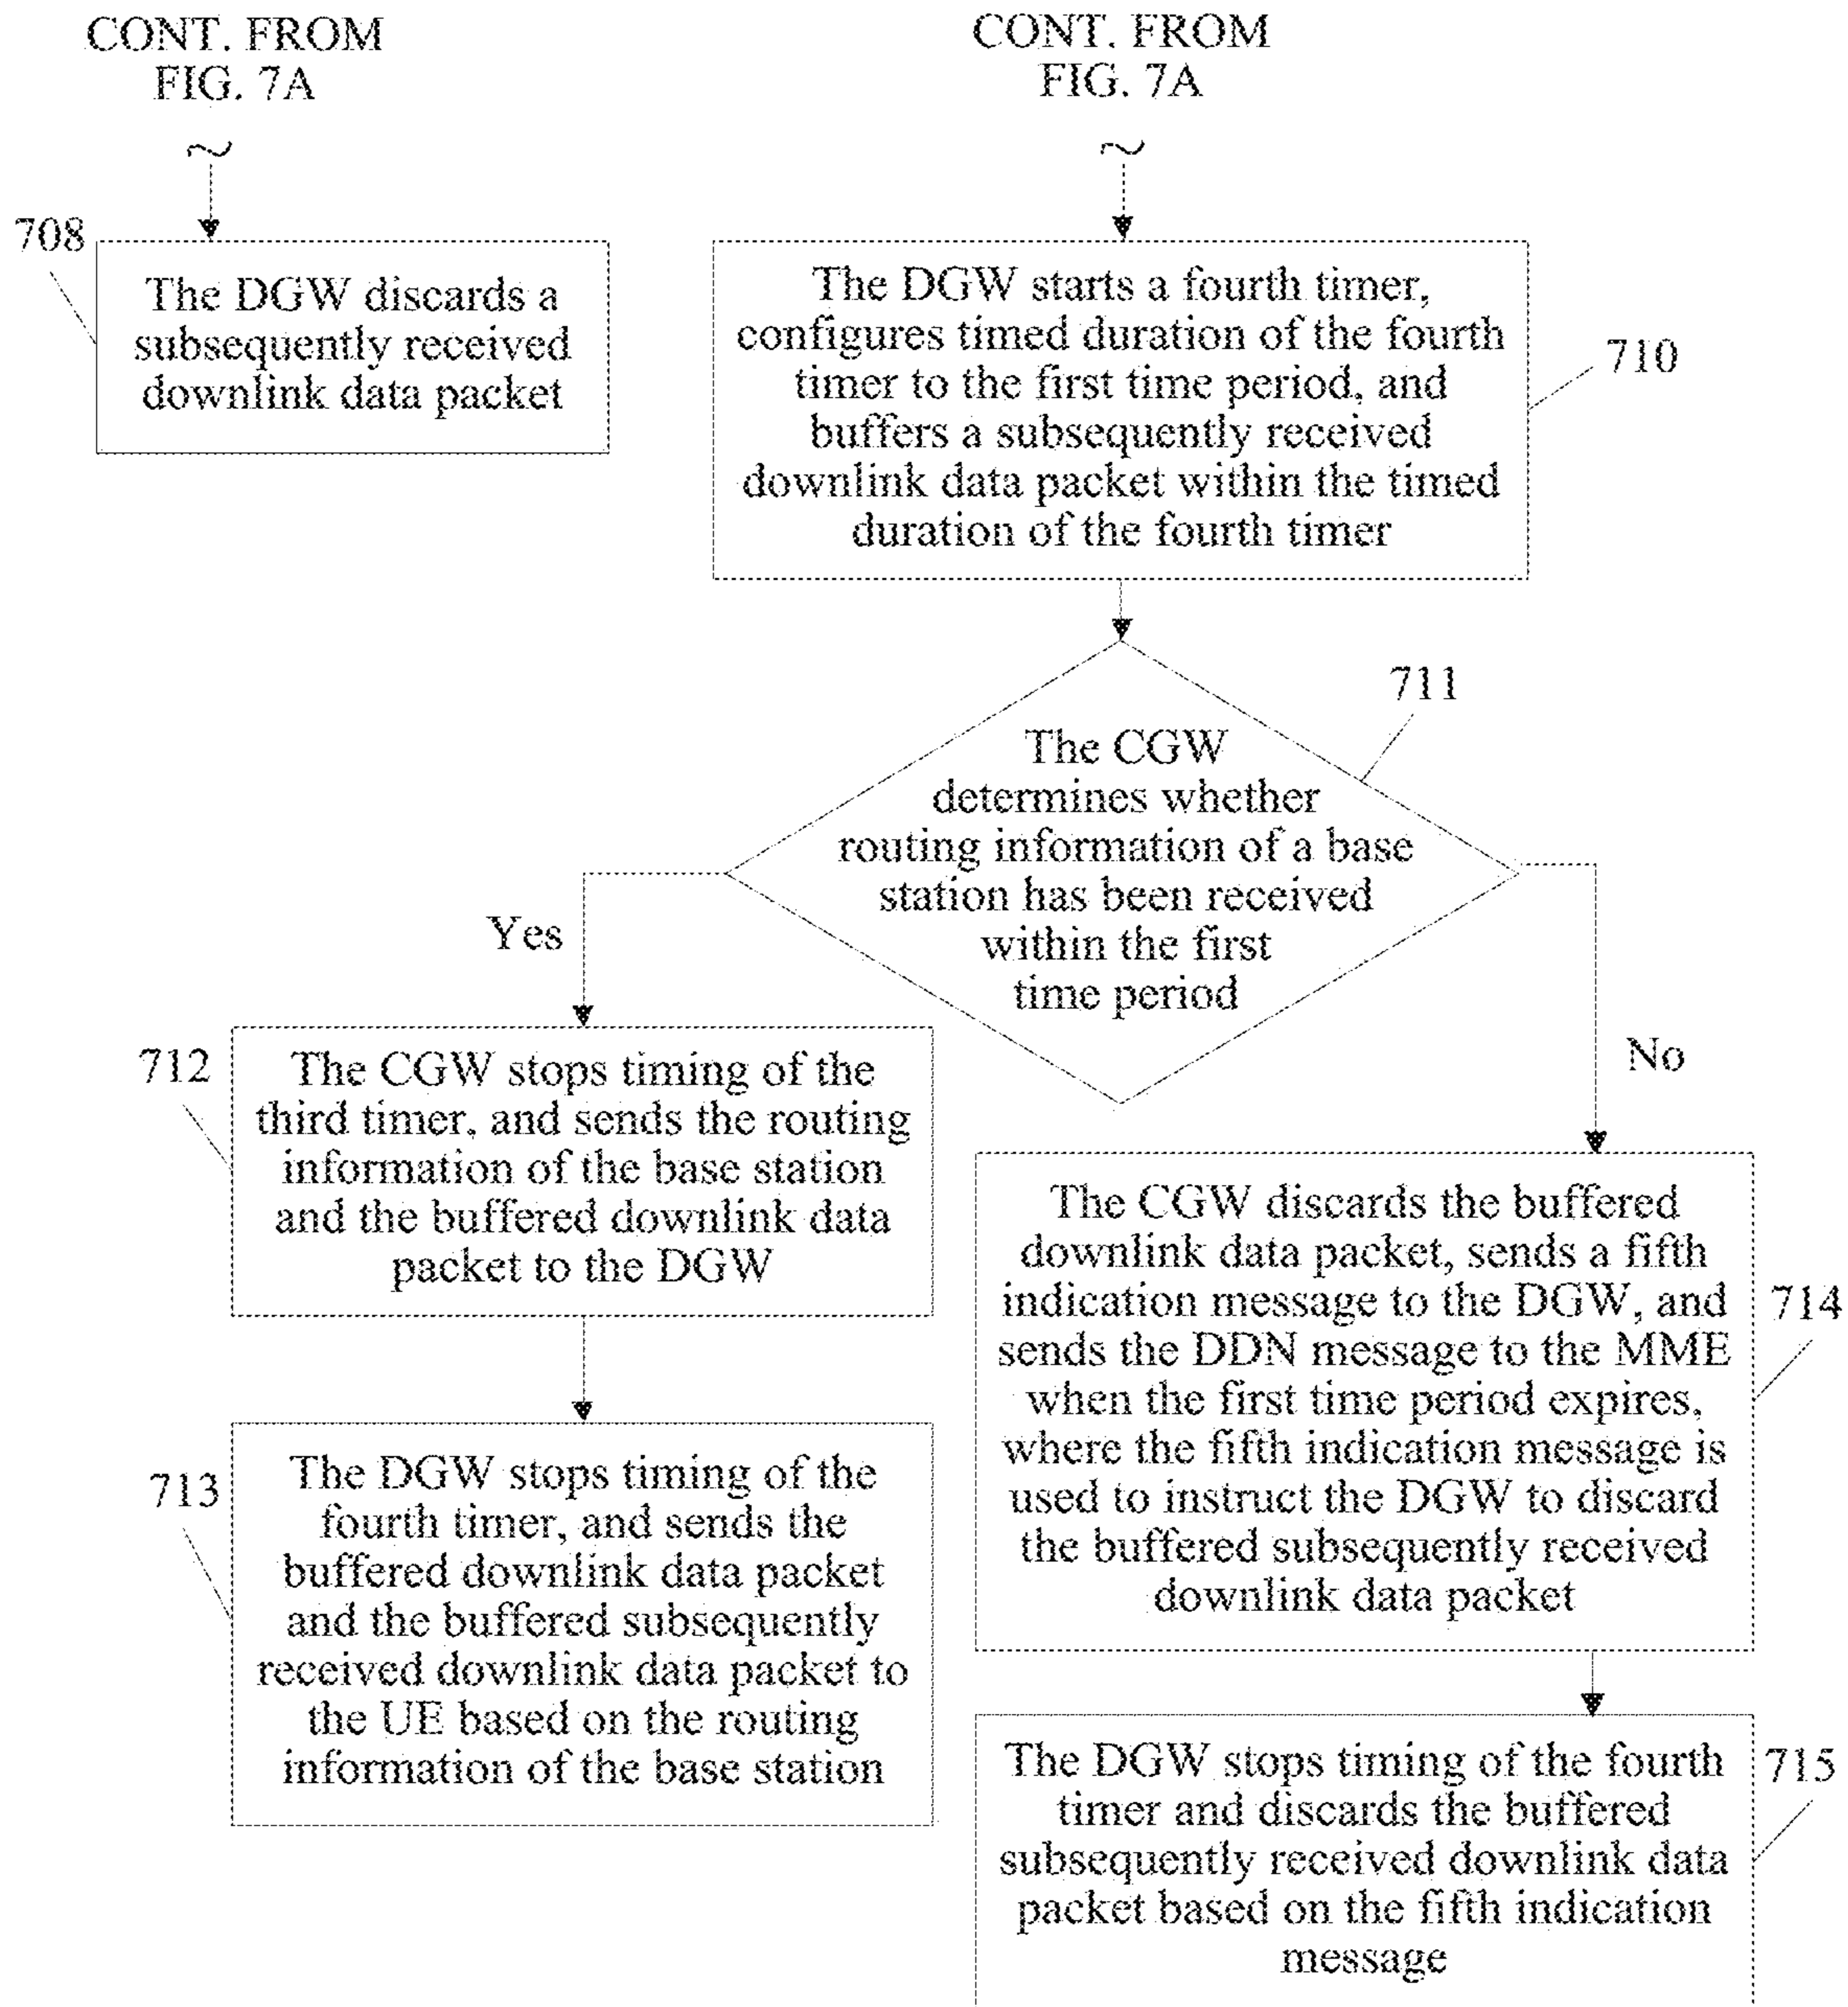 CONT. FROM
FIG. 7A
CONT. FROM
FIG. 7A
708
The DGW discards a
subsequently received
downlink data packet
The DGW starts a fourth timer,
configures timed duration of the fourth
timer to the first time period, and
buffers a subsequently received
downlink data packet within the timed
duration of the fourth timer
710
711
The CGW
determines whether
routing information of a base
station has been received
within the first
time period
Yes
No
712
The CGW stops timing of the
third timer, and sends the routing
information of the base station
and the buffered downlink data
packet to the DGW
The CGW discards the buffered
downlink data packet, sends a fifth
indication message to the DGW, and
sends the DDN message to the MME
when the first time period expires,
where the fifth indication message is
used to instruct the DGW to discard
the buffered subsequently received
downlink data packet
714
713
The DGW stops timing of the
fourth timer, and sends the
buffered downlink data packet
and the buffered subsequently
received downlink data packet to
the UE based on the routing
information of the base station
The DGW stops timing of the fourth
timer and discards the buffered
subsequently received downlink data
packet based on the fifth indication
message
715